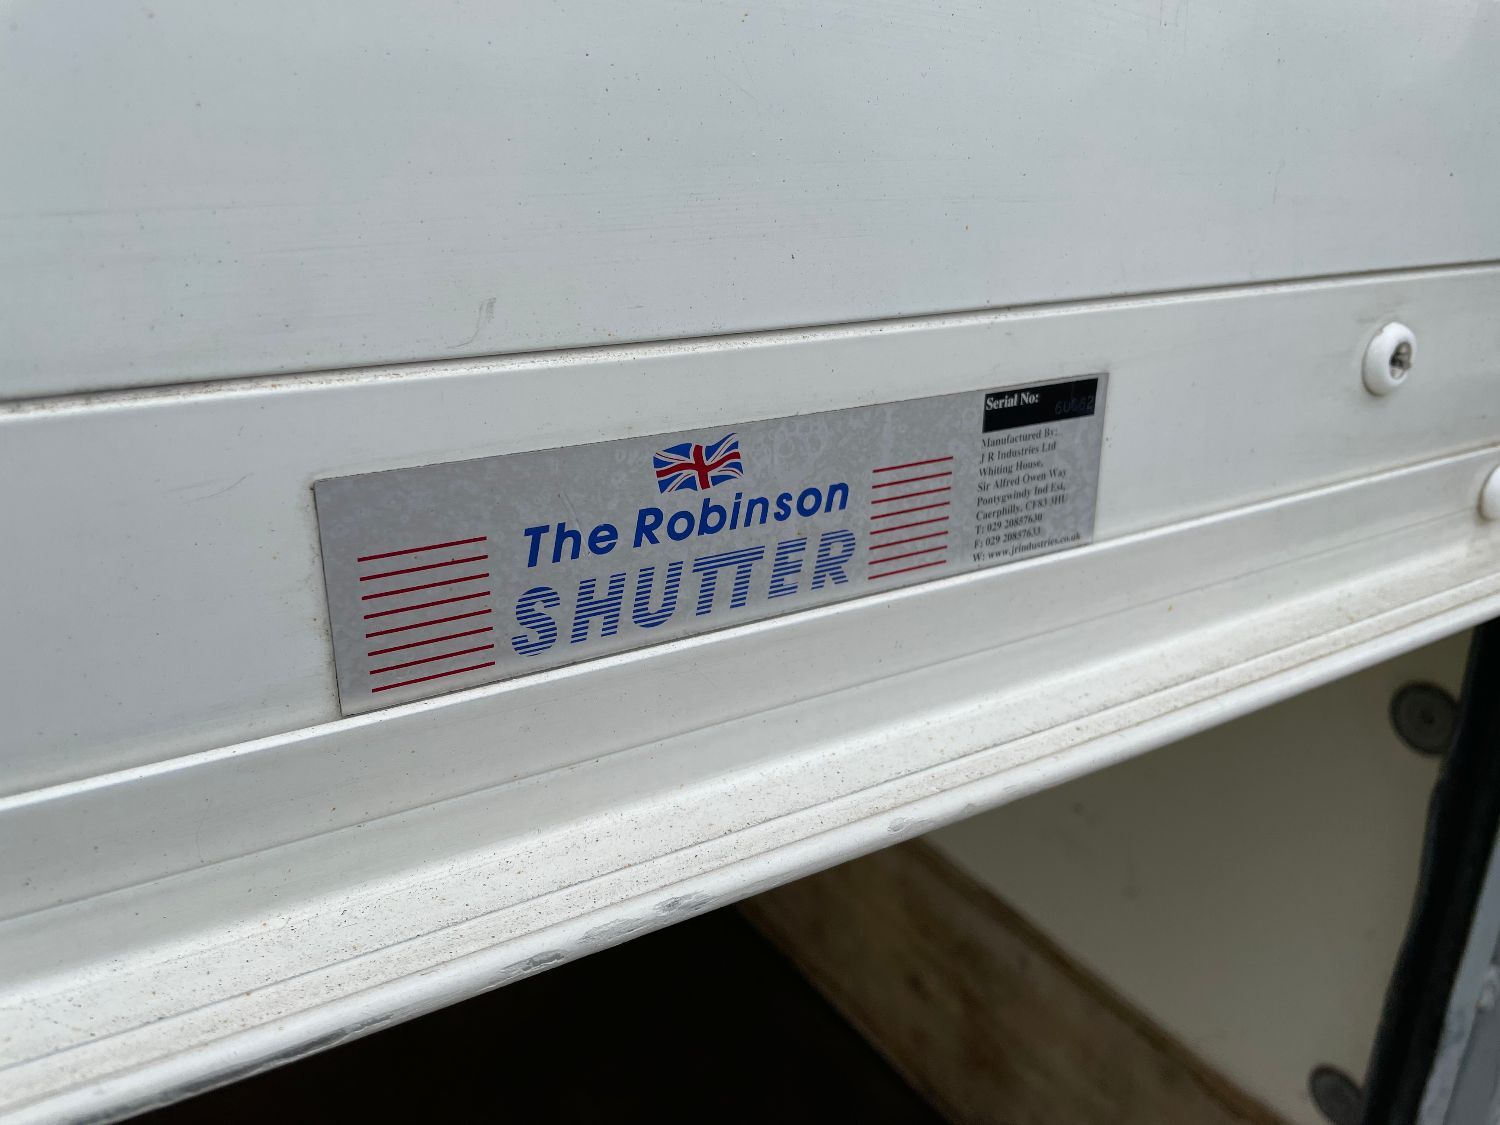 The Robinson
SHUTTER
Serial No:
Manufactured By:
J R Industries Ltd
Whiting House,
Sir Alfred Owen Way
Pontygwindy Ind Est,
Caerphilly, CF83 3HU
T: 029 20857630
F: 029 20857633
W: www.jrindustries.co.uk